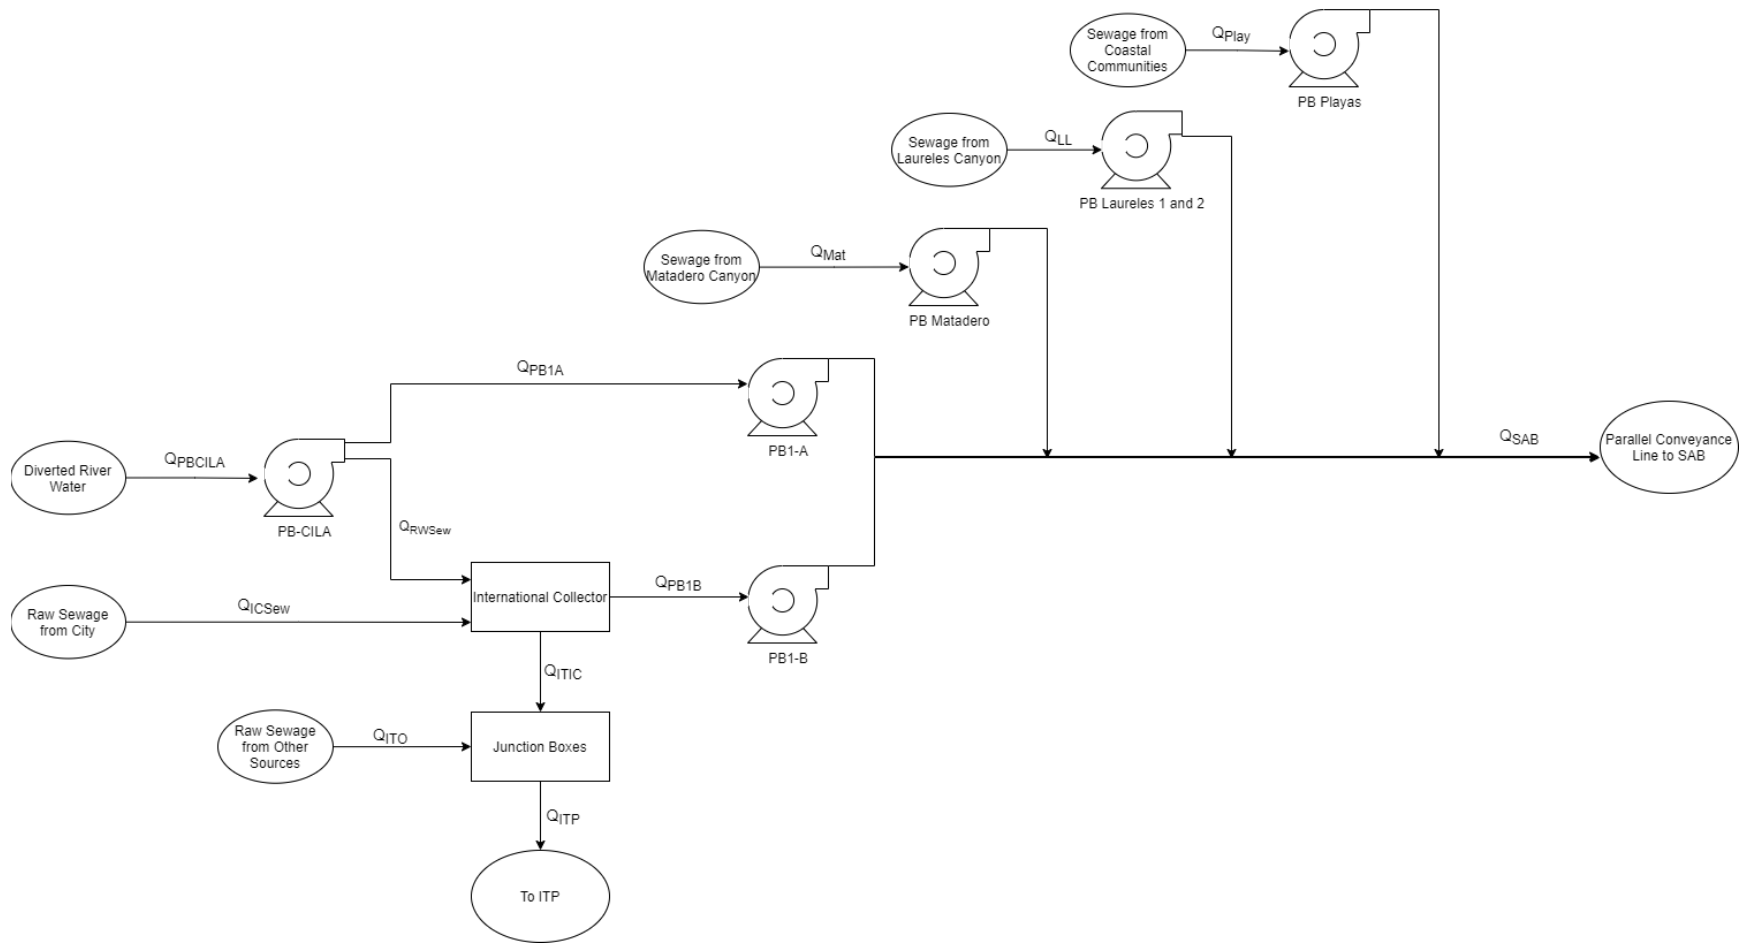 Sewage from
Coastal
Communities
QPlay
PB Playas
Sewage from
Laureles Canyon
QLL
PB Laureles 1 and 2
Sewage from
Matadero Canyon
QMat
PB Matadero
QPB1A
PB1-A
Diverted River
Water
QPBCILA
PB-CILA
QRWSew
QSAB
Parallel Conveyance
Line to SAB
Raw Sewage
from City
QICSew
International Collector
QPB1B
PB1-B
QITIC
Raw Sewage
from Other
Sources
QITO
Junction Boxes
QITP
To ITP